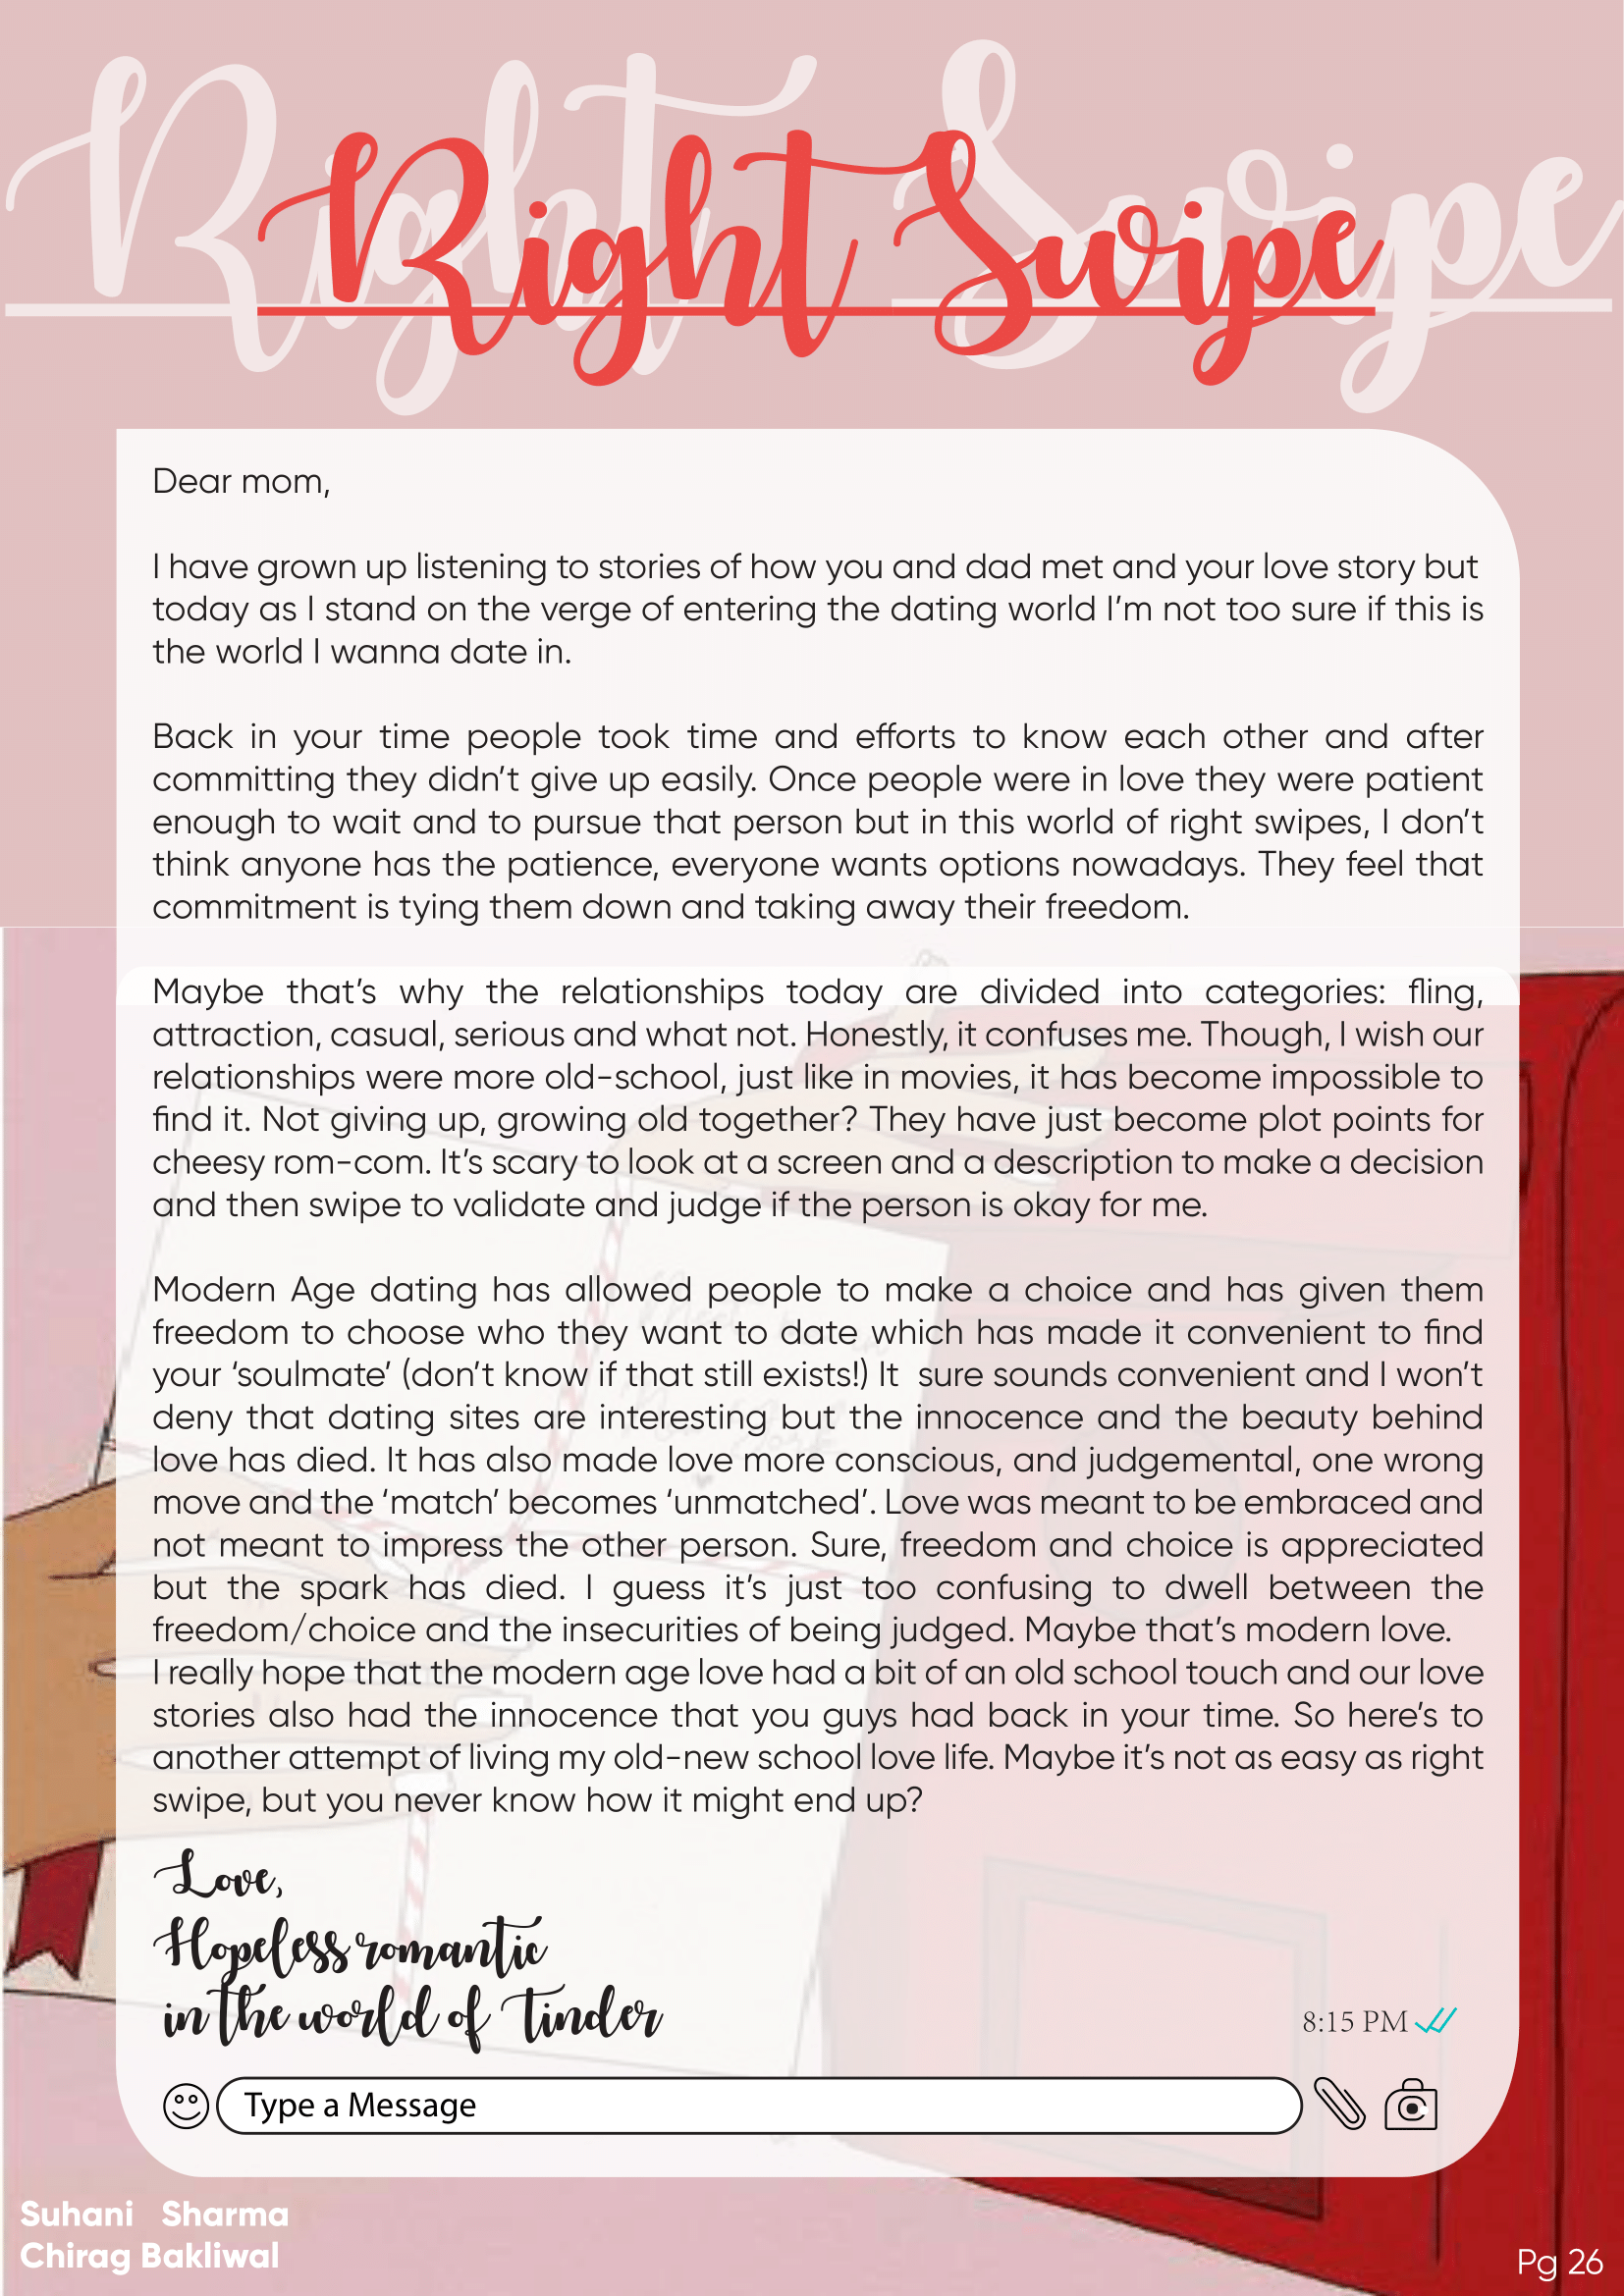 Right Swipe
Right Swipe
Dear mom,
I have grown up listening to stories of how you and dad met and your love story but
today as I stand on the verge of entering the dating world I’m not too sure if this is
the world I wanna date in.
Back in your time people took time and efforts to know each other and after
committing they didn’t give up easily. Once people were in love they were patient
enough to wait and to pursue that person but in this world of right swipes, I don’t
think anyone has the patience, everyone wants options nowadays. They feel that
commitment is tying them down and taking away their freedom.
Maybe that’s why the relationships today are divided into categories: fling,
attraction, casual, serious and what not. Honestly, it confuses me. Though, I wish our
relationships were more old-school, just like in movies, it has become impossible to
find it. Not giving up, growing old together? They have just become plot points for
cheesy rom-com. It’s scary to look at a screen and a description to make a decision
and then swipe to validate and judge if the person is okay for me.
Modern Age dating has allowed people to make a choice and has given them
freedom to choose who they want to date which has made it convenient to find
your ‘soulmate’ (don’t know if that still exists!) It  sure sounds convenient and I won’t
deny that dating sites are interesting but the innocence and the beauty behind
love has died. It has also made love more conscious, and judgemental, one wrong
move and the ‘match’ becomes ‘unmatched’. Love was meant to be embraced and
not meant to impress the other person. Sure, freedom and choice is appreciated
but the spark has died. I guess it’s just too confusing to dwell between the
freedom/choice and the insecurities of being judged. Maybe that’s modern love.
I really hope that the modern age love had a bit of an old school touch and our love
stories also had the innocence that you guys had back in your time. So here’s to
another attempt of living my old-new school love life. Maybe it’s not as easy as right
swipe, but you never know how it might end up?
Love,
Hopeless romantic
in the world of Tinder
8:15 PM
Type a Message
Suhani Sharma
Chirag Bakliwal
Pg 26